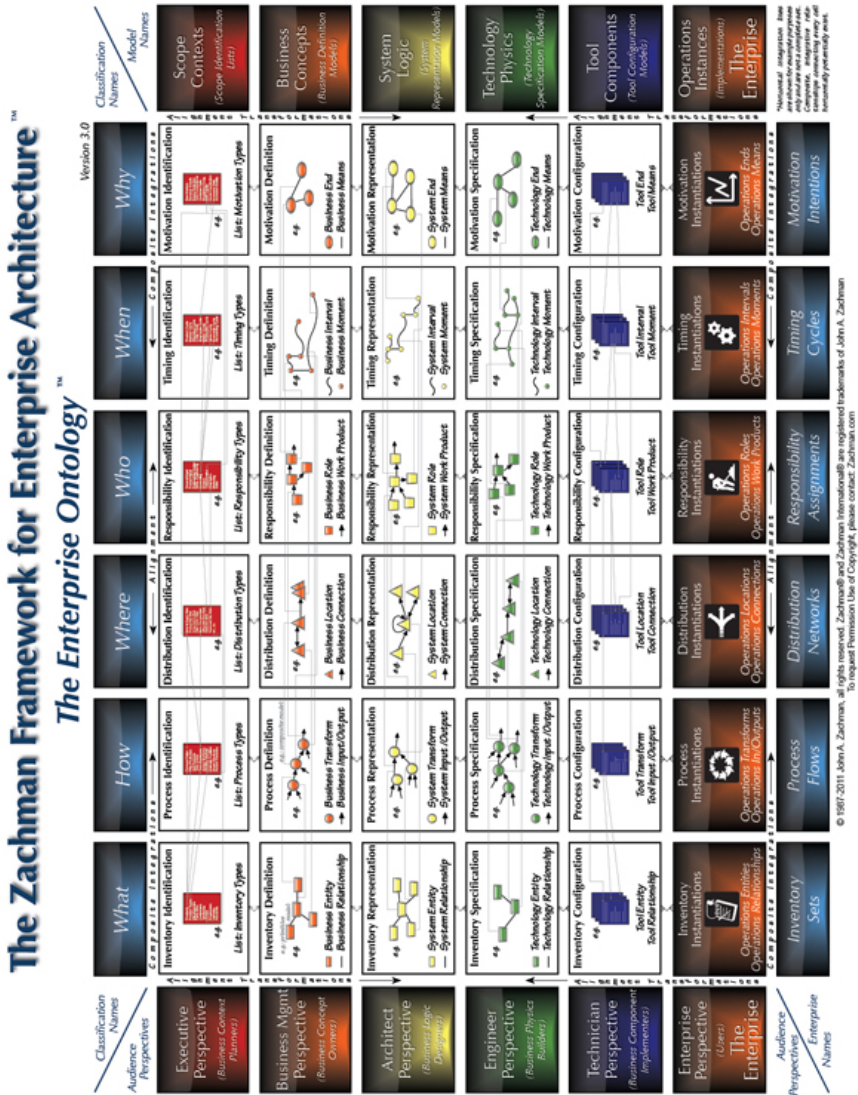 The Zachman Framework for Enterprise Architecture™
The Enterprise Ontology™
Version 3.0
Classification Names
Audience Perspectives
What
How
Where
Who
When
Why
Classification Names
Model Names
Composite Integrations
Alignment
Composite Integrations
Executive Perspective
(Business Context Planners)
Inventory Identification
e.g.
List: Inventory Types
Process Identification
e.g.
List: Process Types
Distribution Identification
e.g.
List: Distribution Types
Responsibility Identification
e.g.
List: Responsibility Types
Timing Identification
e.g.
List: Timing Types
Motivation Identification
e.g.
List: Motivation Types
Scope Contexts
(Scope Identification Lists)
Business Mgmt Perspective
(Business Concept Owners)
Inventory Definition
Business Entity
Business Relationship
Process Definition
Business Transform
Business Input/Output
Distribution Definition
e.g.
Business Location
Business Connection
Responsibility Definition
e.g.
Business Role
Business Work Product
Timing Definition
e.g.
Business Interval
Business Moment
Motivation Definition
e.g.
Business End
Business Means
Business Concepts
(Business Definition Models)
Architect Perspective
(Business Logic Designers)
Inventory Representation
e.g.
System Entity
System Relationship
Process Representation
e.g.
System Transform
System Input /Output
Distribution Representation
e.g.
System Location
System Connection
Responsibility Representation
e.g.
System Role
System Work Product
Timing Representation
e.g.
System Interval
System Moment
Motivation Representation
e.g.
System End
System Means
System Logic
(System Representation Models)
Engineer Perspective
(Business Physics Builders)
Inventory Specification
e.g.
Technology Entity
Technology Relationship
Process Specification
e.g.
Technology Transform
Technology Input /Output
Distribution Specification
e.g.
Technology Location
Technology Connection
Responsibility Specification
e.g.
Technology Role
Technology Work Product
Timing Specification
e.g.
Technology Interval
Technology Moment
Motivation Specification
e.g.
Technology End
Technology Means
Technology Physics
(Technology Specification Models)
Technician Perspective
(Business Component Implementers)
Inventory Configuration
e.g.
Tool Entity
Tool Relationship
Process Configuration
e.g.
Tool Transform
Tool Input /Output
Distribution Configuration
e.g.
Tool Location
Tool Connection
Responsibility Configuration
e.g.
Tool Role
Tool Work Product
Timing Configuration
e.g.
Tool Interval
Tool Moment
Motivation Configuration
e.g.
Tool End
Tool Means
Tool Components
(Tool Configuration Models)
Enterprise Perspective
(Users)
The Enterprise
Inventory Instantiations
Operations Entities
Operations Relationships
Process Instantiations
Operations Transforms
Operations In/Outputs
Distribution Instantiations
Operations Locations
Operations Connections
Responsibility Instantiations
Operations Roles
Operations Work Products
Timing Instantiations
Operations Intervals
Operations Moments
Motivation Instantiations
Operations Ends
Operations Means
Operations Instances
(Implementations)
The Enterprise
Composite Integrations
Alignment
Composite Integrations
Audience Perspectives
Enterprise Names
Inventory Sets
Process Flows
Distribution Networks
Responsibility Assignments
Timing Cycles
Motivation Intentions
© 1987-2011 John A. Zachman, all rights reserved. Zachman® and Zachman International® are registered trademarks of John A. Zachman
To request Permission Use of Copyright, please contact: Zachman.com